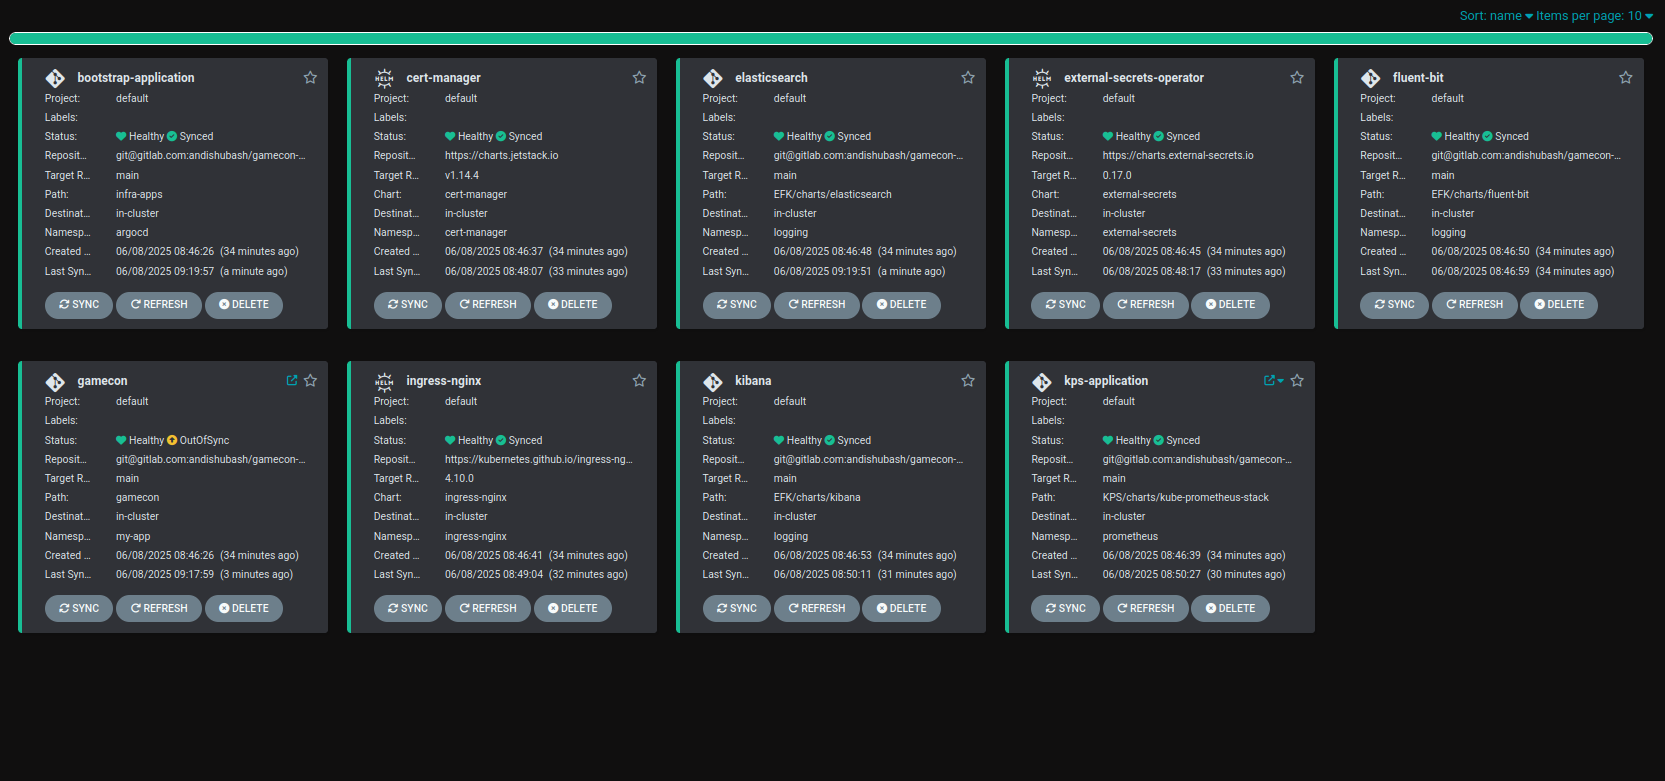 Sort: name Items per page: 10
bootstrap-application
Project: default
Labels:
Status: Healthy Synced
Reposit... git@gitlab.com:andishubash/gamecon-...
Target R... main
Path: infra-apps
Destinat... in-cluster
Namesp... argocd
Created ... 06/08/2025 08:46:26 (34 minutes ago)
Last Syn... 06/08/2025 09:19:57 (a minute ago)
SYNC REFRESH DELETE
HELM cert-manager
Project: default
Labels:
Status: Healthy Synced
Reposit... https://charts.jetstack.io
Target R... v1.14.4
Chart: cert-manager
Destinat... in-cluster
Namesp... cert-manager
Created ... 06/08/2025 08:46:37 (34 minutes ago)
Last Syn... 06/08/2025 08:48:07 (33 minutes ago)
SYNC REFRESH DELETE
elasticsearch
Project: default
Labels:
Status: Healthy Synced
Reposit... git@gitlab.com:andishubash/gamecon-...
Target R... main
Path: EFK/charts/elasticsearch
Destinat... in-cluster
Namesp... logging
Created ... 06/08/2025 08:46:48 (34 minutes ago)
Last Syn... 06/08/2025 09:19:51 (a minute ago)
SYNC REFRESH DELETE
HELM external-secrets-operator
Project: default
Labels:
Status: Healthy Synced
Reposit... https://charts.external-secrets.io
Target R... 0.17.0
Chart: external-secrets
Destinat... in-cluster
Namesp... external-secrets
Created ... 06/08/2025 08:46:45 (34 minutes ago)
Last Syn... 06/08/2025 08:48:17 (33 minutes ago)
SYNC REFRESH DELETE
fluent-bit
Project: default
Labels:
Status: Healthy Synced
Reposit... git@gitlab.com:andishubash/gamecon-...
Target R... main
Path: EFK/charts/fluent-bit
Destinat... in-cluster
Namesp... logging
Created ... 06/08/2025 08:46:50 (34 minutes ago)
Last Syn... 06/08/2025 08:46:59 (34 minutes ago)
SYNC REFRESH DELETE
gamecon
Project: default
Labels:
Status: Healthy OutOfSync
Reposit... git@gitlab.com:andishubash/gamecon-...
Target R... main
Path: gamecon
Destinat... in-cluster
Namesp... my-app
Created ... 06/08/2025 08:46:26 (34 minutes ago)
Last Syn... 06/08/2025 09:17:59 (3 minutes ago)
SYNC REFRESH DELETE
HELM ingress-nginx
Project: default
Labels:
Status: Healthy Synced
Reposit... https://kubernetes.github.io/ingress-ng...
Target R... 4.10.0
Chart: ingress-nginx
Destinat... in-cluster
Namesp... ingress-nginx
Created ... 06/08/2025 08:46:41 (34 minutes ago)
Last Syn... 06/08/2025 08:49:04 (32 minutes ago)
SYNC REFRESH DELETE
kibana
Project: default
Labels:
Status: Healthy Synced
Reposit... git@gitlab.com:andishubash/gamecon-...
Target R... main
Path: EFK/charts/kibana
Destinat... in-cluster
Namesp... logging
Created ... 06/08/2025 08:46:53 (34 minutes ago)
Last Syn... 06/08/2025 08:50:11 (31 minutes ago)
SYNC REFRESH DELETE
kps-application
Project: default
Labels:
Status: Healthy Synced
Reposit... git@gitlab.com:andishubash/gamecon-...
Target R... main
Path: KPS/charts/kube-prometheus-stack
Destinat... in-cluster
Namesp... prometheus
Created ... 06/08/2025 08:46:39 (34 minutes ago)
Last Syn... 06/08/2025 08:50:27 (30 minutes ago)
SYNC REFRESH DELETE